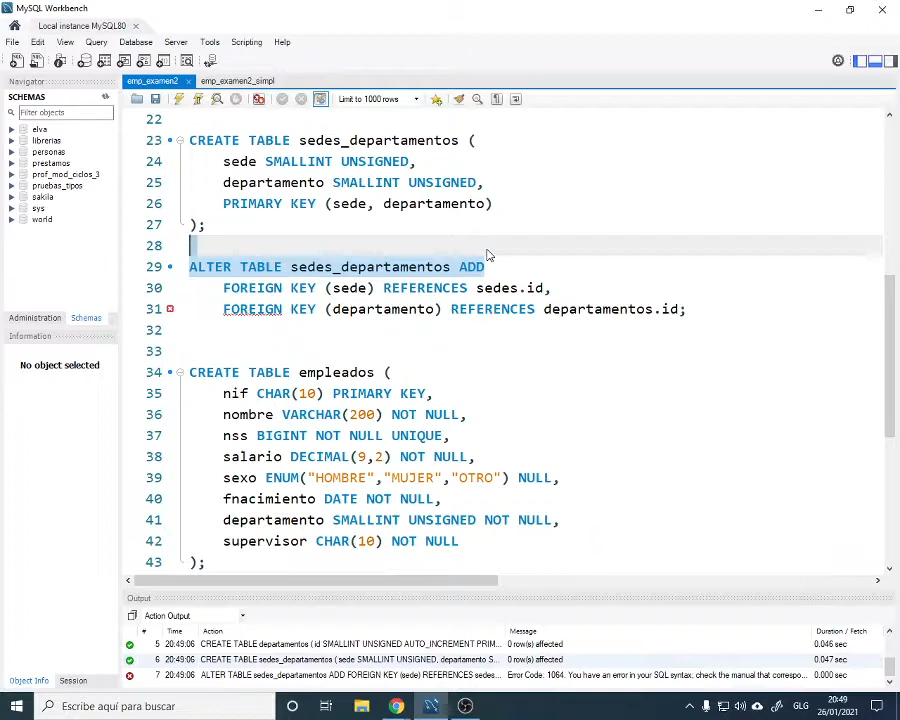 MySQL Workbench
Local instance MySQL80
File Edit View Query Database Server Tools Scripting Help
Navigator
SCHEMAS
Filter objects
elva
librerias
personas
prestamos
prof_mod_ciclos_3
pruebas_tipos
sakila
sys
world
Administration Schemas
Information
No object selected
Object Info Session
emp_examen2 emp_examen2_simpl
Limit to 1000 rows
22
23 CREATE TABLE sedes_departamentos (
24 sede SMALLINT UNSIGNED,
25 departamento SMALLINT UNSIGNED,
26 PRIMARY KEY (sede, departamento)
27 );
28
29 ALTER TABLE sedes_departamentos ADD
30 FOREIGN KEY (sede) REFERENCES sedes.id,
31 FOREIGN KEY (departamento) REFERENCES departamentos.id;
32
33
34 CREATE TABLE empleados (
35 nif CHAR(10) PRIMARY KEY,
36 nombre VARCHAR(200) NOT NULL,
37 nss BIGINT NOT NULL UNIQUE,
38 salario DECIMAL(9,2) NOT NULL,
39 sexo ENUM("HOMBRE","MUJER","OTRO") NULL,
40 fnacimiento DATE NOT NULL,
41 departamento SMALLINT UNSIGNED NOT NULL,
42 supervisor CHAR(10) NOT NULL
43 );
Output
Action Output
# Time Action Message Duration / Fetch
5 20:49:06 CREATE TABLE departamentos ( id SMALLINT UNSIGNED AUTO_INCREMENT PRIM... 0 row(s) affected 0.046 sec
6 20:49:06 CREATE TABLE sedes_departamentos ( sede SMALLINT UNSIGNED, departamento S... 0 row(s) affected 0.047 sec
7 20:49:06 ALTER TABLE sedes_departamentos ADD FOREIGN KEY (sede) REFERENCES sedes... Error Code: 1064. You have an error in your SQL syntax; check the manual that correspo... 0.000 sec
Escribe aquí para buscar
20:49
26/01/2021